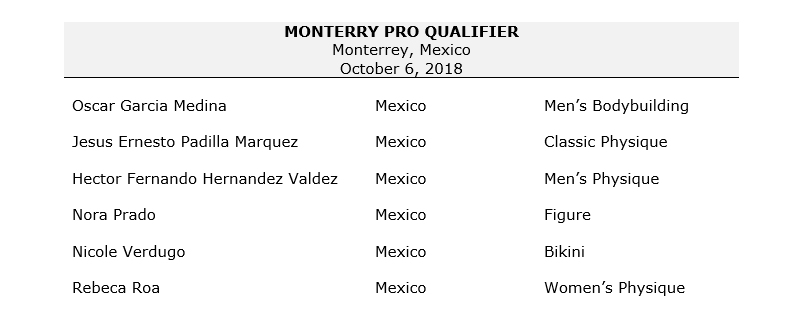 MONTERRY PRO QUALIFIER
Monterrey, Mexico
October 6, 2018
Oscar Garcia Medina Mexico Men’s Bodybuilding
Jesus Ernesto Padilla Marquez Mexico Classic Physique
Hector Fernando Hernandez Valdez Mexico Men’s Physique
Nora Prado Mexico Figure
Nicole Verdugo Mexico Bikini
Rebeca Roa Mexico Women’s Physique